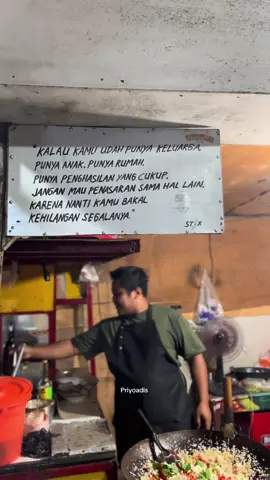 "KALAU KAMU UDAH PUNYA KELUARGA,
PUNYA ANAK, PUNYA RUMAH,
PUNYA PENGHASILAN YANG CUKUP,
JANGAN MAU PENASARAN SAMA HAL LAIN,
KARENA NANTI KAMU BAKAL
KEHILANGAN SEGALANYA."
Priyoadis